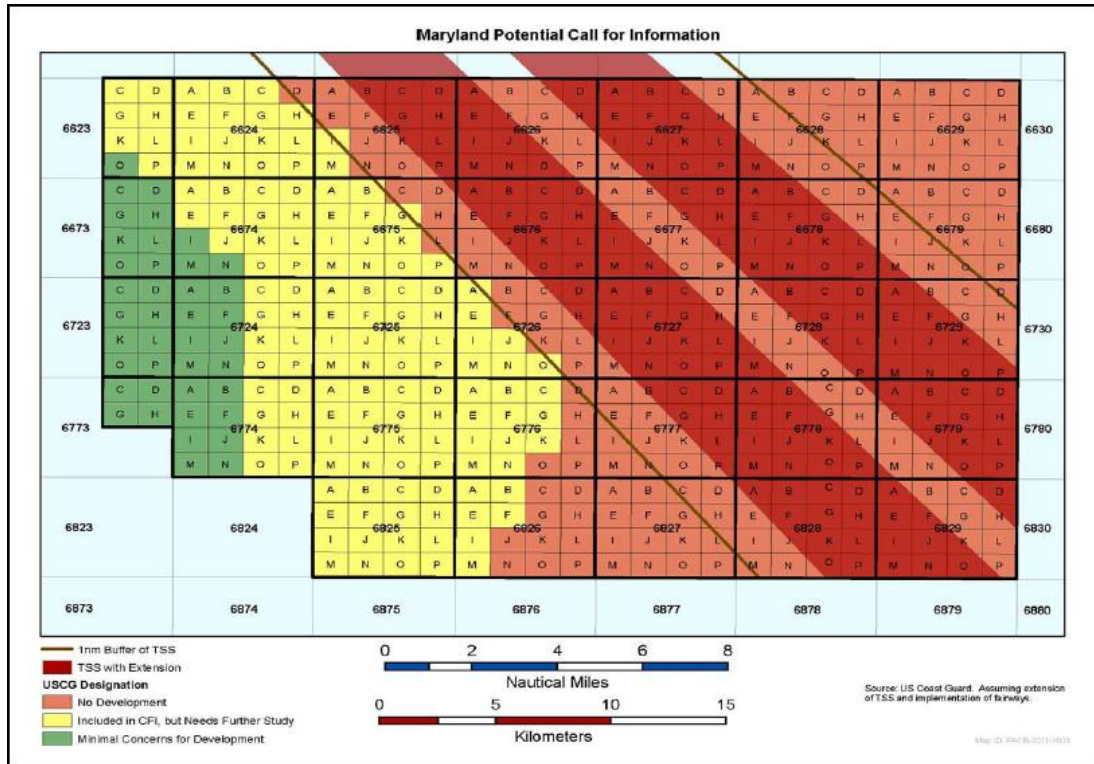 Maryland Potential Call for Information
C D A B C D A B C D A B C D A B C D A B C D A B C D
G H E F G H E F G H E F G H E F G H E F G H E F G H
6623 6624 6625 6626 6627 6628 6629 6630
K L I J K L I J K L I J K L I J K L I J K L I J K L
O P M N O P M N O P M N O P M N O P M N O P M N O P
C D A B C D A B C D A B C D A B C D A B C D A B C D
G H E F G H E F G H E F G H E F G H E F G H E F G H
6673 6674 6675 6676 6677 6678 6679 6680
K L I J K L I J K L I J K L I J K L I J K L I J K L
O P M N O P M N O P M N O P M N O P M N O P M N O P
C D A B C D A B C D A B C D A B C D A B C D A B C D
G H E F G H E F G H E F G H E F G H E F G H E F G H
6723 6724 6725 6726 6727 6728 6729 6730
K L I J K L I J K L I J K L I J K L I J K L I J K L
O P M N O P M N O P M N O P M N O P M N O P M N O P
C D A B C D A B C D A B C D A B C D A B C D A B C D
G H E F G H E F G H E F G H E F G H E F G H E F G H
6773 6774 6775 6776 6777 6778 6779 6780
I J K L I J K L I J K L I J K L I J K L I J K L
M N O P M N O P M N O P M N O P M N O P M N O P
A B C D A B C D A B C D A B C D A B C D
E F G H E F G H E F G H E F G H E F G H
6823 6824 6825 6826 6827 6828 6829 6830
I J K L I J K L I J K L I J K L I J K L
M N O P M N O P M N O P M N O P M N O P
6873 6874 6875 6876 6877 6878 6879 6880
1nm Buffer of TSS
TSS with Extension
USCG Designation
No Development
Included in CFI, but Needs Further Study
Minimal Concerns for Development
0 2 4 6 8
Nautical Miles
0 5 10 15
Kilometers
Source: US Coast Guard. Assuming extension
of TSS and implementation of fairways.